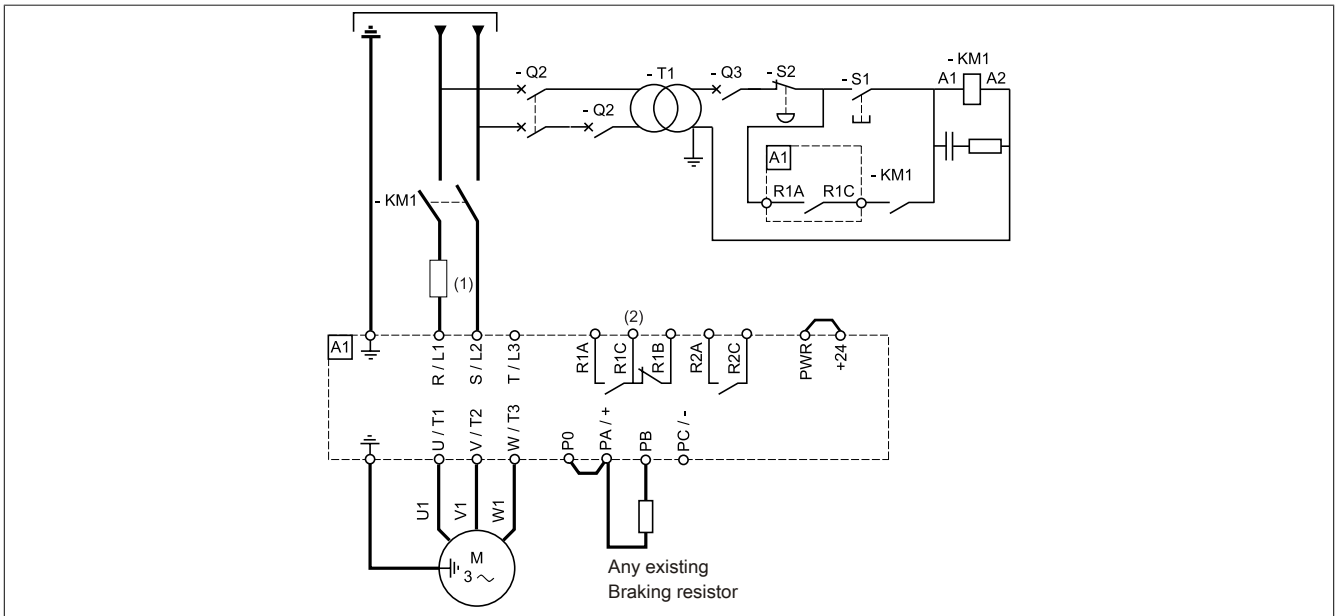 - Q2
- T1
- Q3
- S2
- S1
- KM1
A1
A2
- Q2
A1
R1A
R1C
- KM1
- KM1
(1)
(2)
A1
R / L1
S / L2
T / L3
R1A
R1C
R1B
R2A
R2C
PWR
+24
U / T1
V / T2
W / T3
P0
PA / +
PB
PC / -
U1
V1
W1
M
3 ~
Any existing
Braking resistor